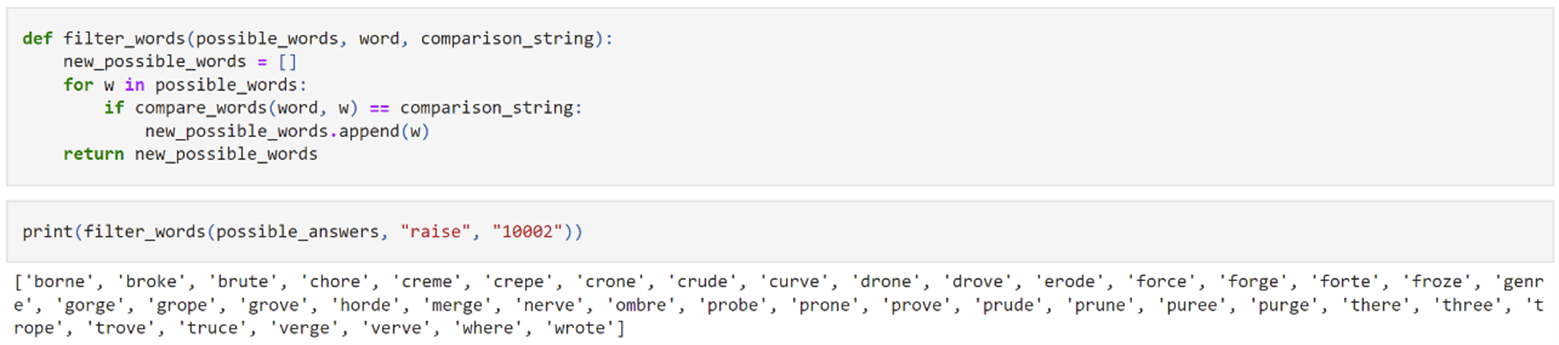 def filter_words(possible_words, word, comparison_string):
    new_possible_words = []
    for w in possible_words:
        if compare_words(word, w) == comparison_string:
            new_possible_words.append(w)
    return new_possible_words
print(filter_words(possible_answers, "raise", "10002"))
['borne', 'broke', 'brute', 'chore', 'creme', 'crepe', 'crone', 'crude', 'curve', 'drone', 'drove', 'erode', 'force', 'forge', 'forte', 'froze', 'genr
e', 'gorge', 'grope', 'grove', 'horde', 'merge', 'nerve', 'ombre', 'probe', 'prone', 'prove', 'prude', 'prune', 'puree', 'purge', 'there', 'three', 't
rope', 'trove', 'truce', 'verge', 'verve', 'where', 'wrote']